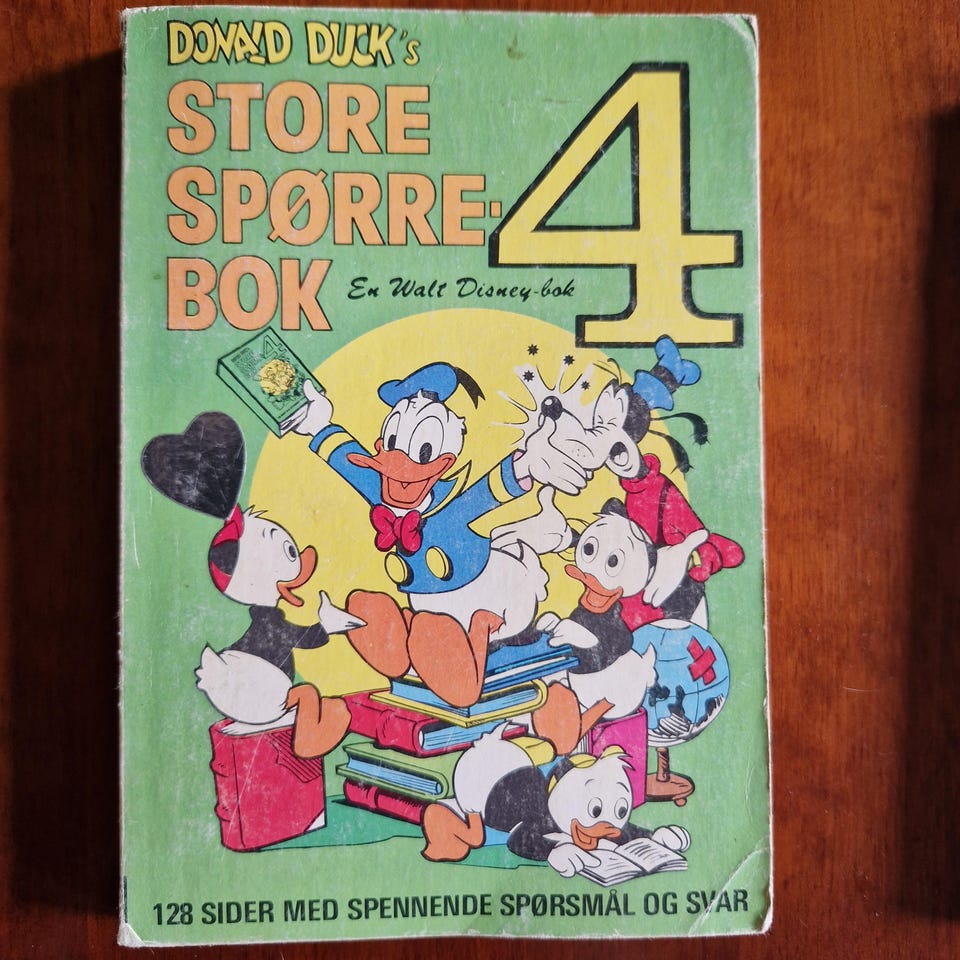 DONALD DUCK's
STORE
SPØRRE-
BOK
4
En Walt Disney-bok
128 SIDER MED SPENNENDE SPØRSMÅL OG SVAR